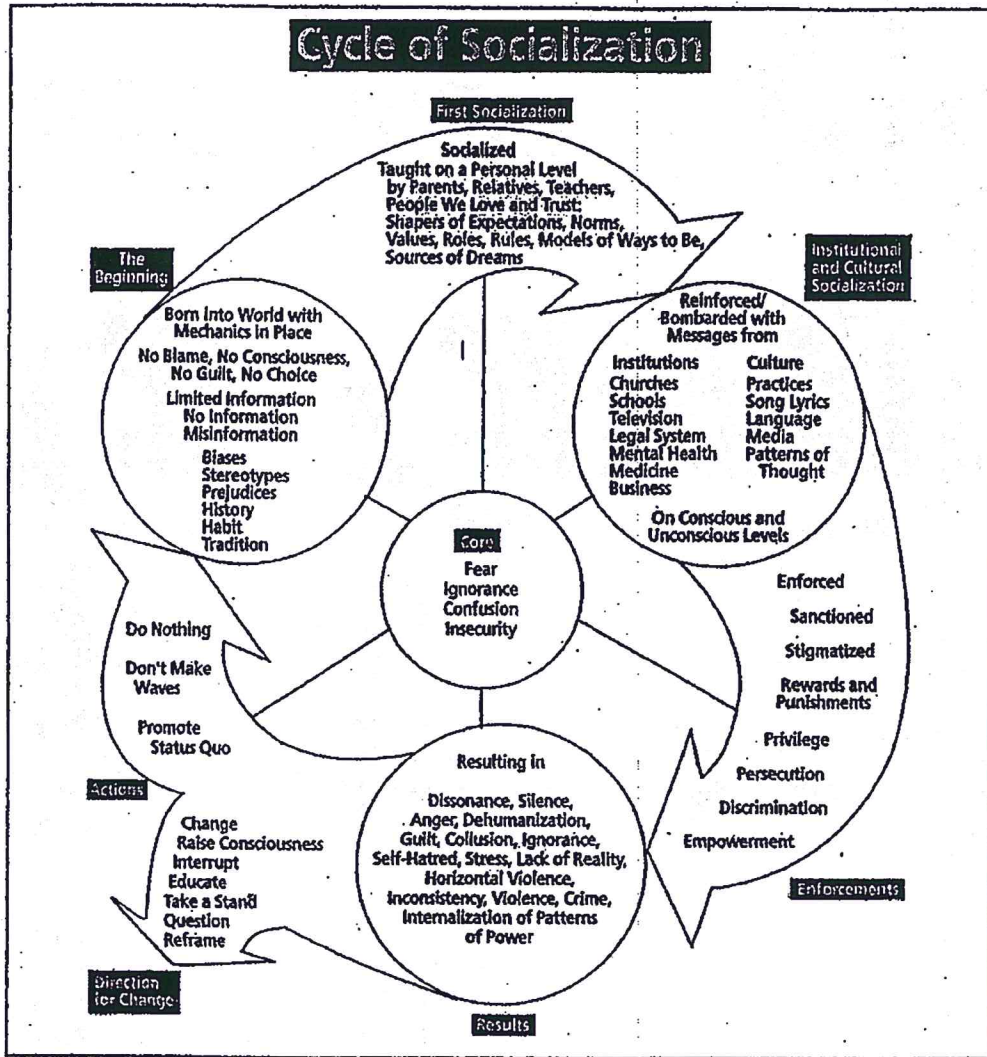 Cycle of Socialization
First Socialization
Socialized
Taught on a Personal Level
by Parents, Relatives, Teachers,
People We Love and Trust:
Shapers of Expectations, Norms,
Values, Roles, Rules, Models of Ways to Be,
Sources of Dreams
The
Beginning
Born into World with
Mechanics in Place
No Blame, No Consciousness,
No Guilt, No Choice
Limited Information
No Information
Misinformation
Biases
Stereotypes
Prejudices
History
Habit
Tradition
Institutional
and Cultural
Socialization
Reinforced/
Bombarded with
Messages from
Institutions
Churches
Schools
Television
Legal System
Mental Health
Medicine
Business
Culture
Practices
Song Lyrics
Language
Media
Patterns of
Thought
On Conscious and
Unconscious Levels
Core
Fear
Ignorance
Confusion
Insecurity
Enforced
Sanctioned
Stigmatized
Rewards and
Punishments
Privilege
Persecution
Discrimination
Empowerment
Enforcements
Resulting in
Dissonance, Silence,
Anger, Dehumanization,
Guilt, Collusion, Ignorance,
Self-Hatred, Stress, Lack of Reality,
Horizontal Violence,
Inconsistency, Violence, Crime,
Internalization of Patterns
of Power
Results
Do Nothing
Don't Make
Waves
Promote
Status Quo
Actions
Change
Raise Consciousness
Interrupt
Educate
Take a Stand
Question
Reframe
Direction
for Change